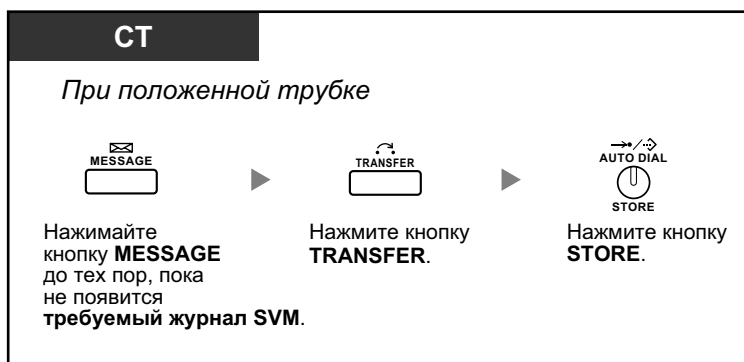 СТ
При положенной трубке
MESSAGE
TRANSFER
AUTO DIAL
STORE
Нажимайте
кнопку MESSAGE
до тех пор, пока
не появится
требуемый журнал SVM.
Нажмите кнопку
TRANSFER.
Нажмите кнопку
STORE.